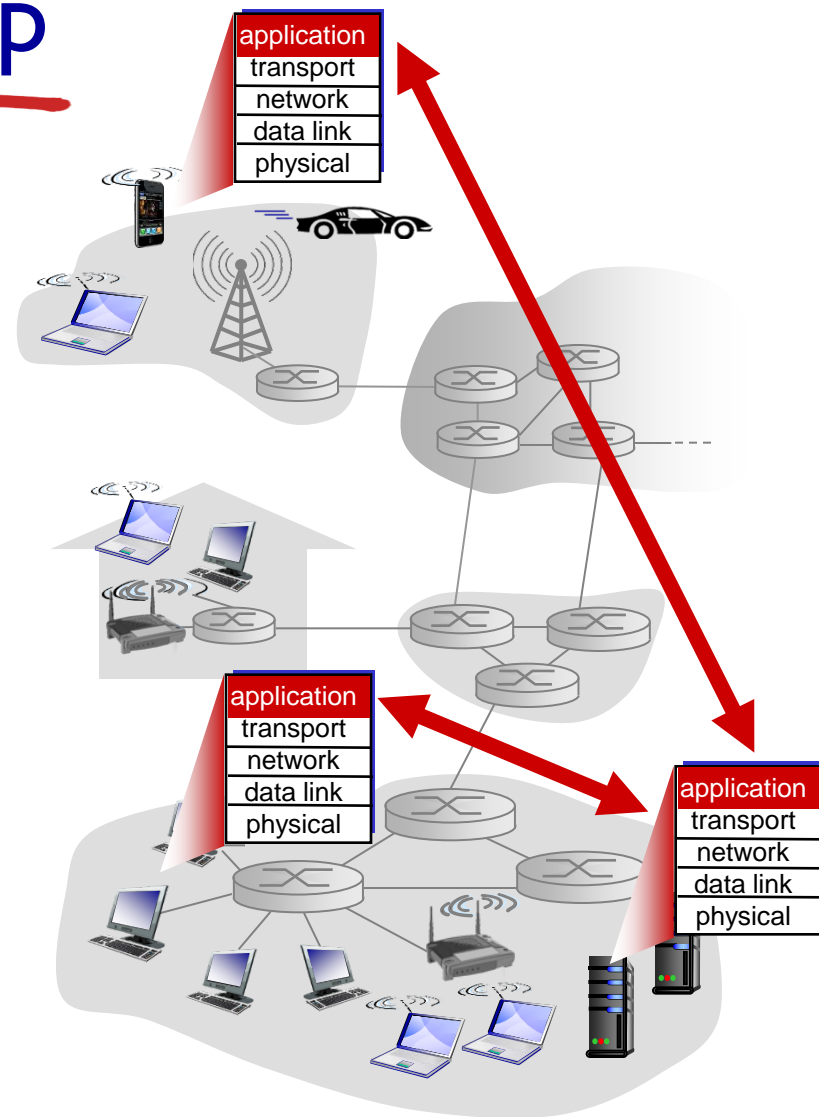 p
application
transport
network
data link
physical
application
transport
network
data link
physical
application
transport
network
data link
physical